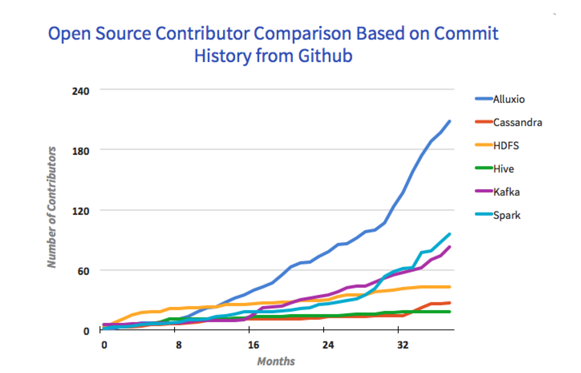 Open Source Contributor Comparison Based on Commit
History from Github
240
180
120
60
0
Number of Contributors
0 8 16 24 32
Months
Alluxio
Cassandra
HDFS
Hive
Kafka
Spark